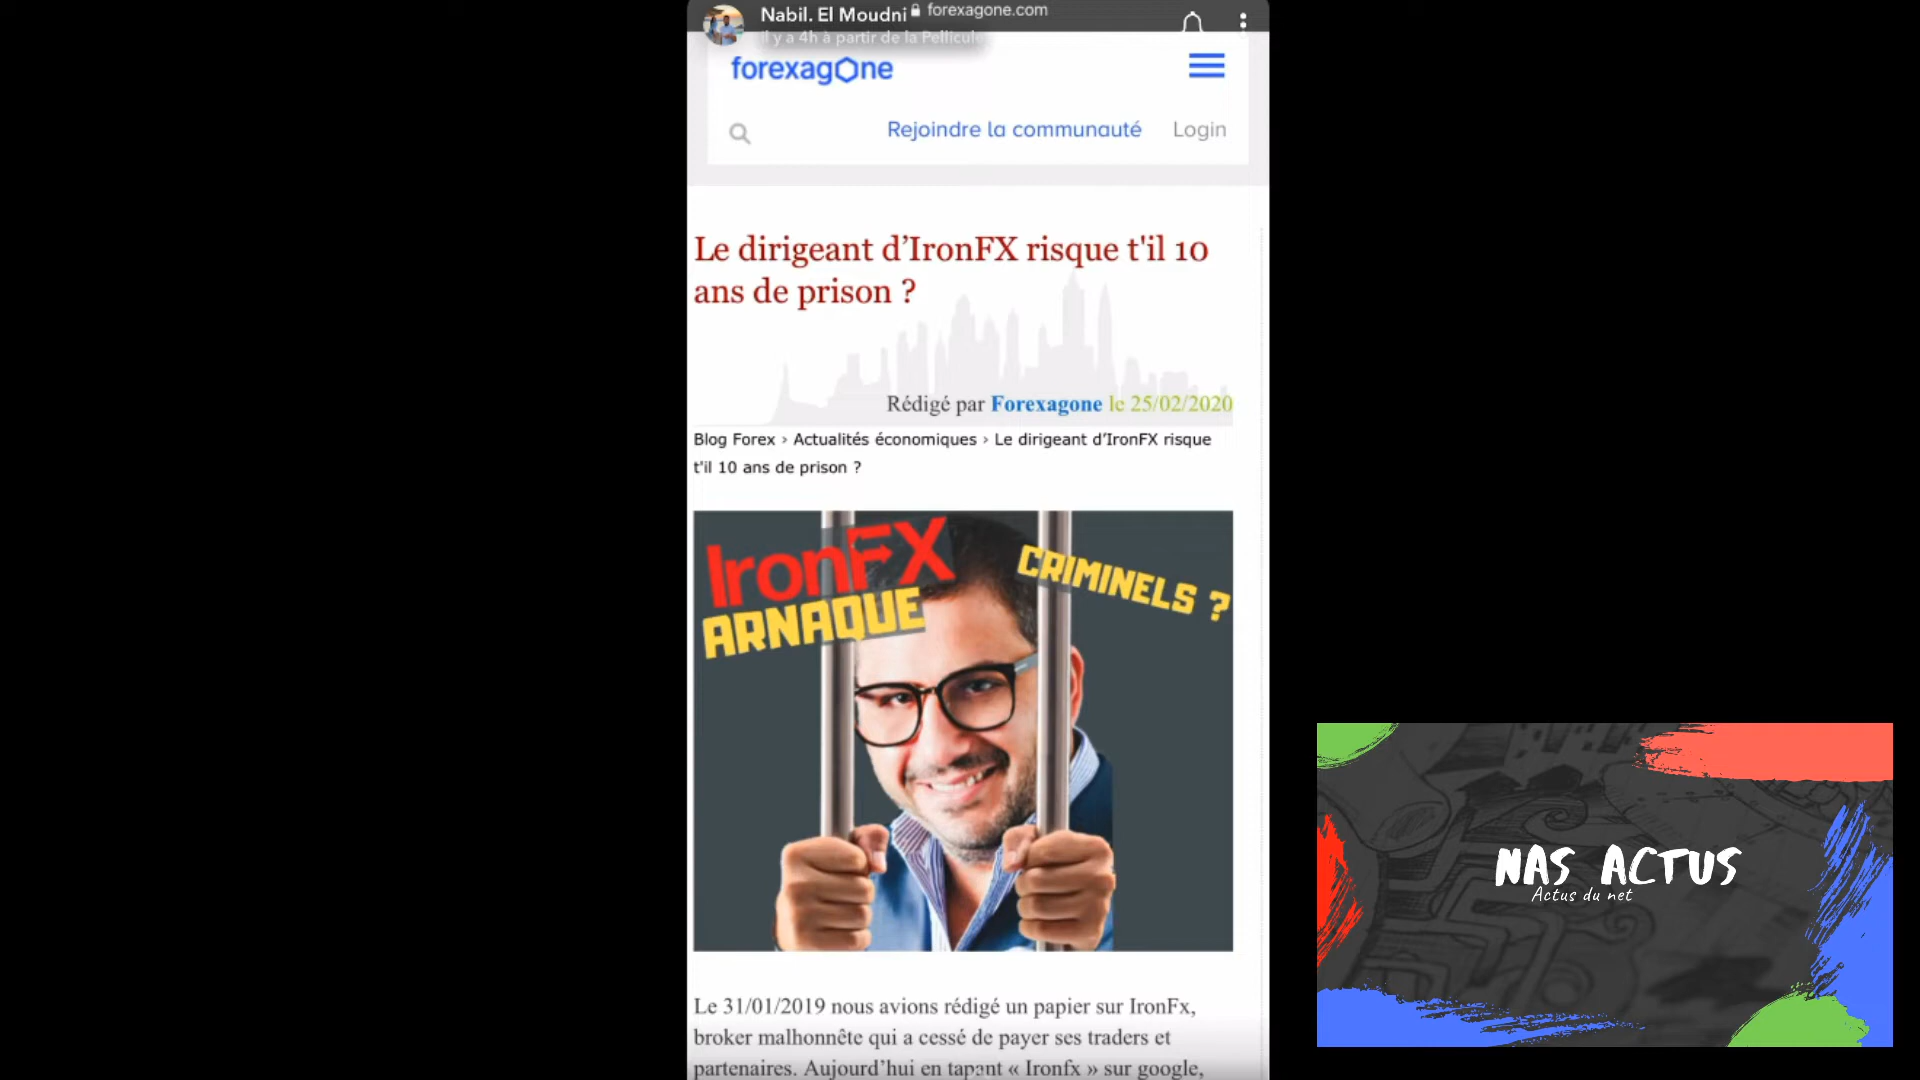 Nabil. El Moudni
forexagone.com
Il y a 4h à partir de la Pellicule
forexagone
Rejoindre la communauté
Login
Le dirigeant d’IronFX risque t'il 10
ans de prison ?
Rédigé par Forexagone le 25/02/2020
Blog Forex › Actualités économiques › Le dirigeant d’IronFX risque
t'il 10 ans de prison ?
IronFX
ARNAQUE
CRIMINELS ?
Le 31/01/2019 nous avions rédigé un papier sur IronFx,
broker malhonnête qui a cessé de payer ses traders et
partenaires. Aujourd’hui en tapant « Ironfx » sur google,
NAS ACTUS
Actus du net